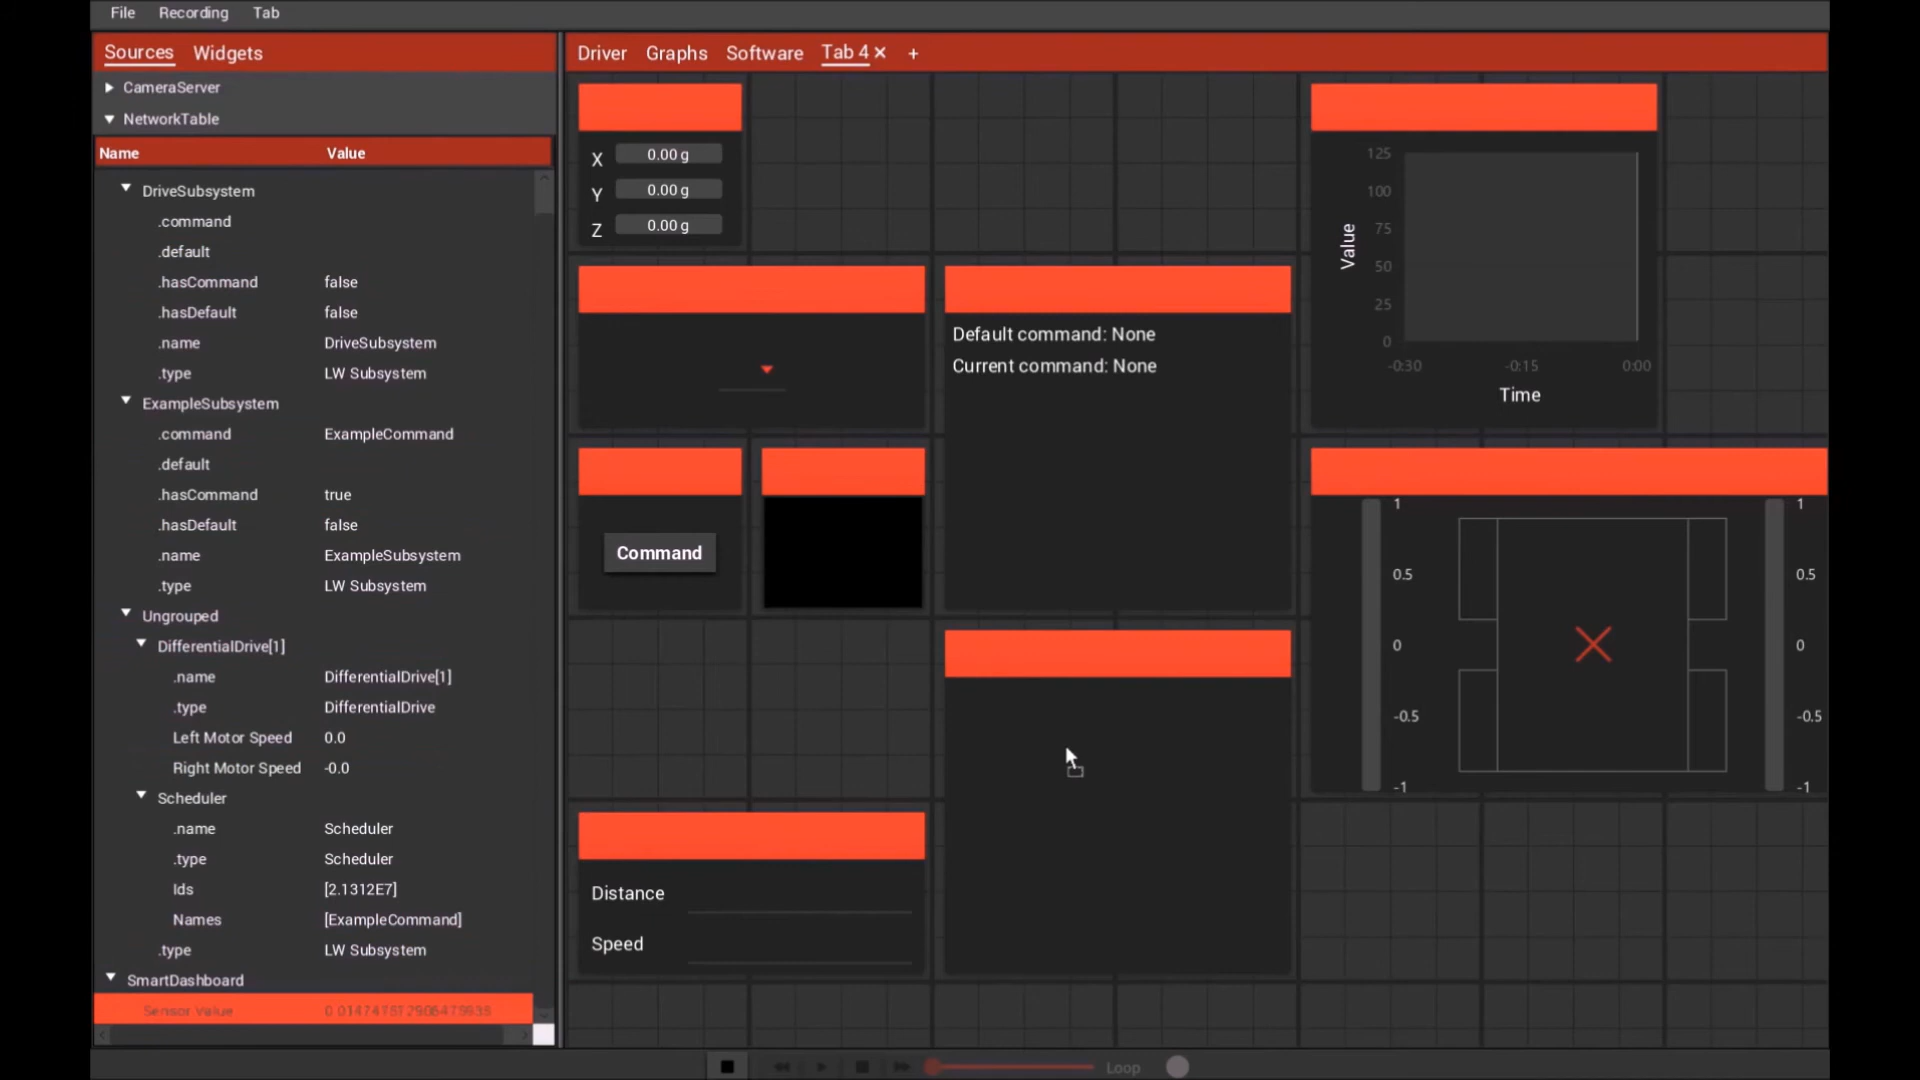 File Recording Tab
Sources Widgets
Driver Graphs Software Tab 4 × +
CameraServer
NetworkTable
Name Value
DriveSubsystem
.command
.default
.hasCommand false
.hasDefault false
.name DriveSubsystem
.type LW Subsystem
ExampleSubsystem
.command ExampleCommand
.default
.hasCommand true
.hasDefault false
.name ExampleSubsystem
.type LW Subsystem
Ungrouped
DifferentialDrive[1]
.name DifferentialDrive[1]
.type DifferentialDrive
Left Motor Speed 0.0
Right Motor Speed -0.0
Scheduler
.name Scheduler
.type Scheduler
Ids [2.1312E7]
Names [ExampleCommand]
.type LW Subsystem
SmartDashboard
Sensor Value
X 0.00 g
Y 0.00 g
Z 0.00 g
Default command: None
Current command: None
Command
Distance
Speed
125
100
75
50
25
0
Value
-0:30 -0:15 0:00
Time
1 1
0.5 0.5
0 0
-0.5 -0.5
-1 -1
Loop